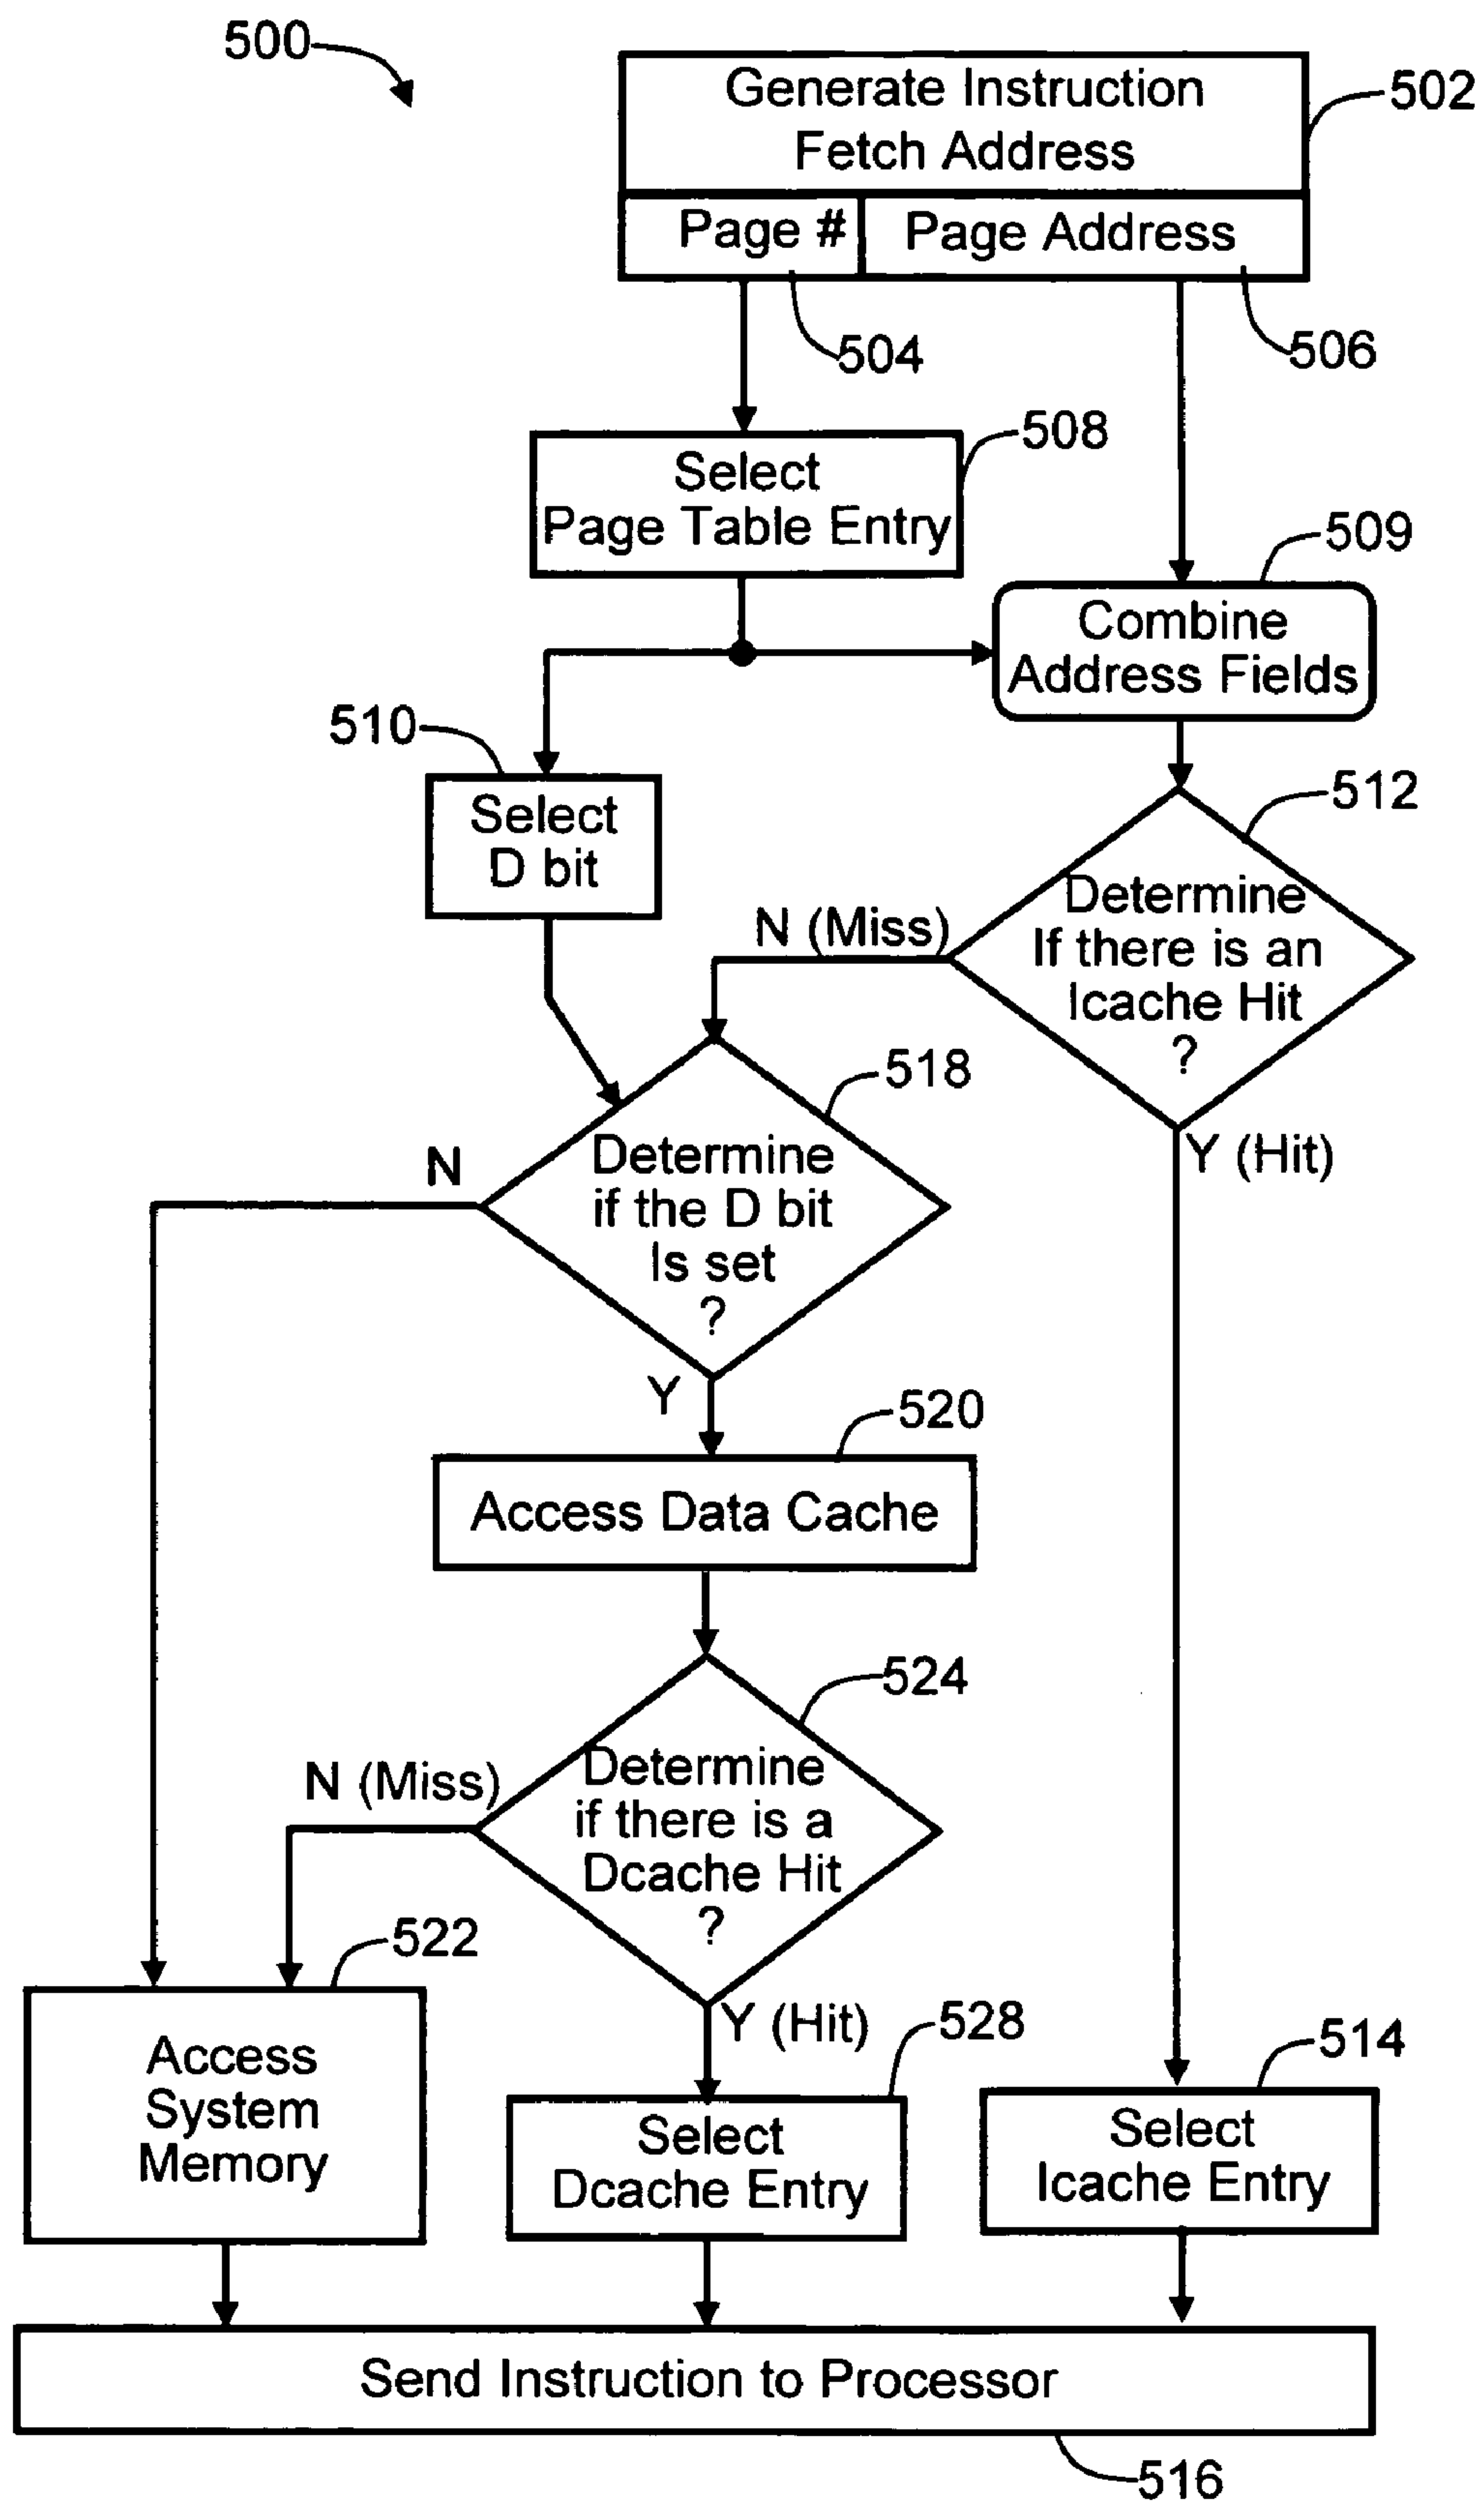 500
Generate Instruction
Fetch Address
502
Page #
Page Address
504
506
Select
Page Table Entry
508
509
Combine
Address Fields
510
Select
D bit
512
Determine
If there is an
Icache Hit
?
N (Miss)
Y (Hit)
518
Determine
if the D bit
Is set
?
N
Y
520
Access Data Cache
524
Determine
if there is a
Dcache Hit
?
N (Miss)
Y (Hit)
522
Access
System
Memory
528
Select
Dcache Entry
514
Select
Icache Entry
Send Instruction to Processor
516